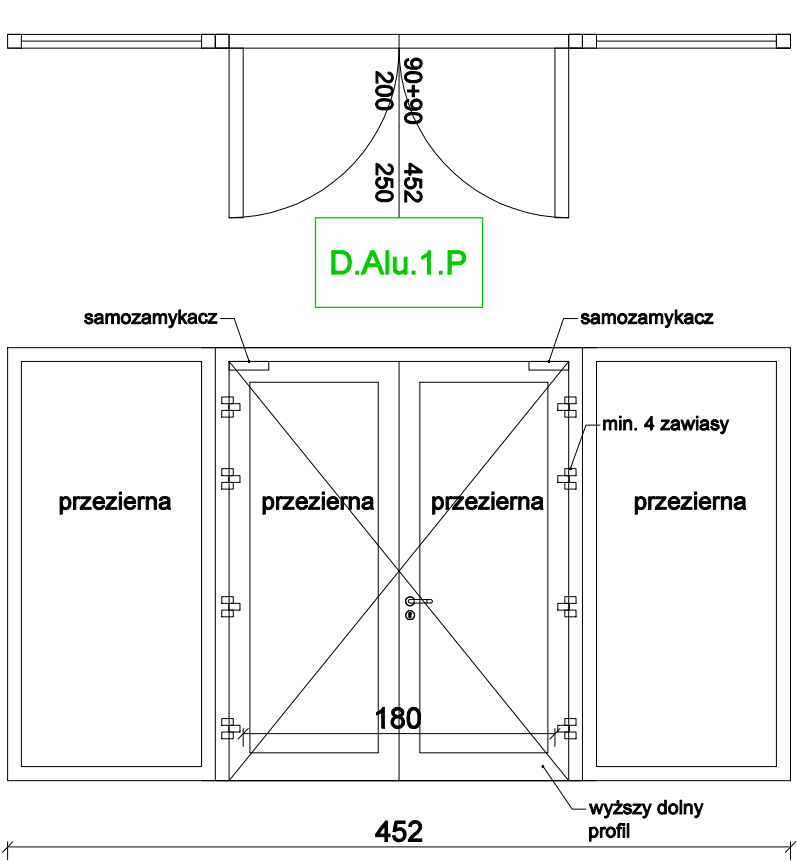 90+90
200
452
250
D.Alu.1.P
samozamykacz
samozamykacz
min. 4 zawiasy
przezierna
przezierna
przezierna
przezierna
180
wyższy dolny
profil
452